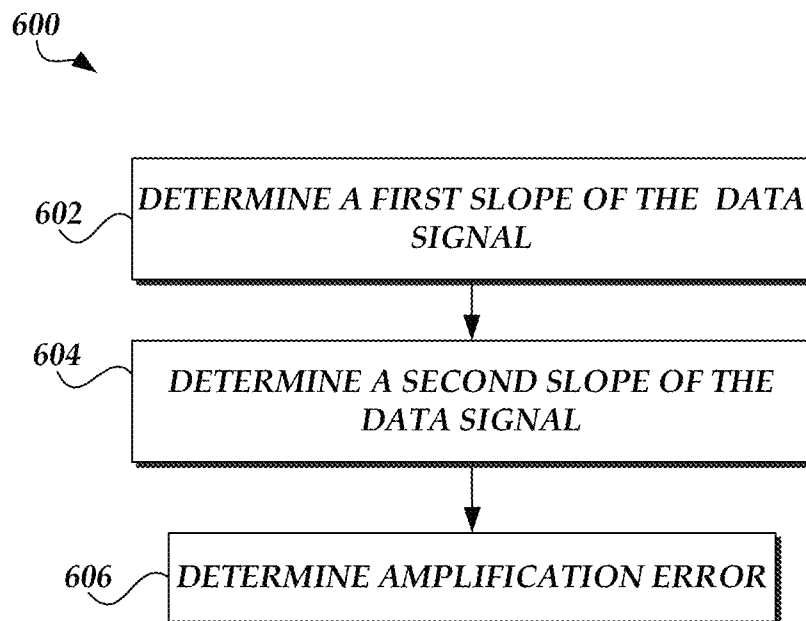 600
602
DETERMINE A FIRST SLOPE OF THE DATA
SIGNAL
604
DETERMINE A SECOND SLOPE OF THE
DATA SIGNAL
606
DETERMINE AMPLIFICATION ERROR